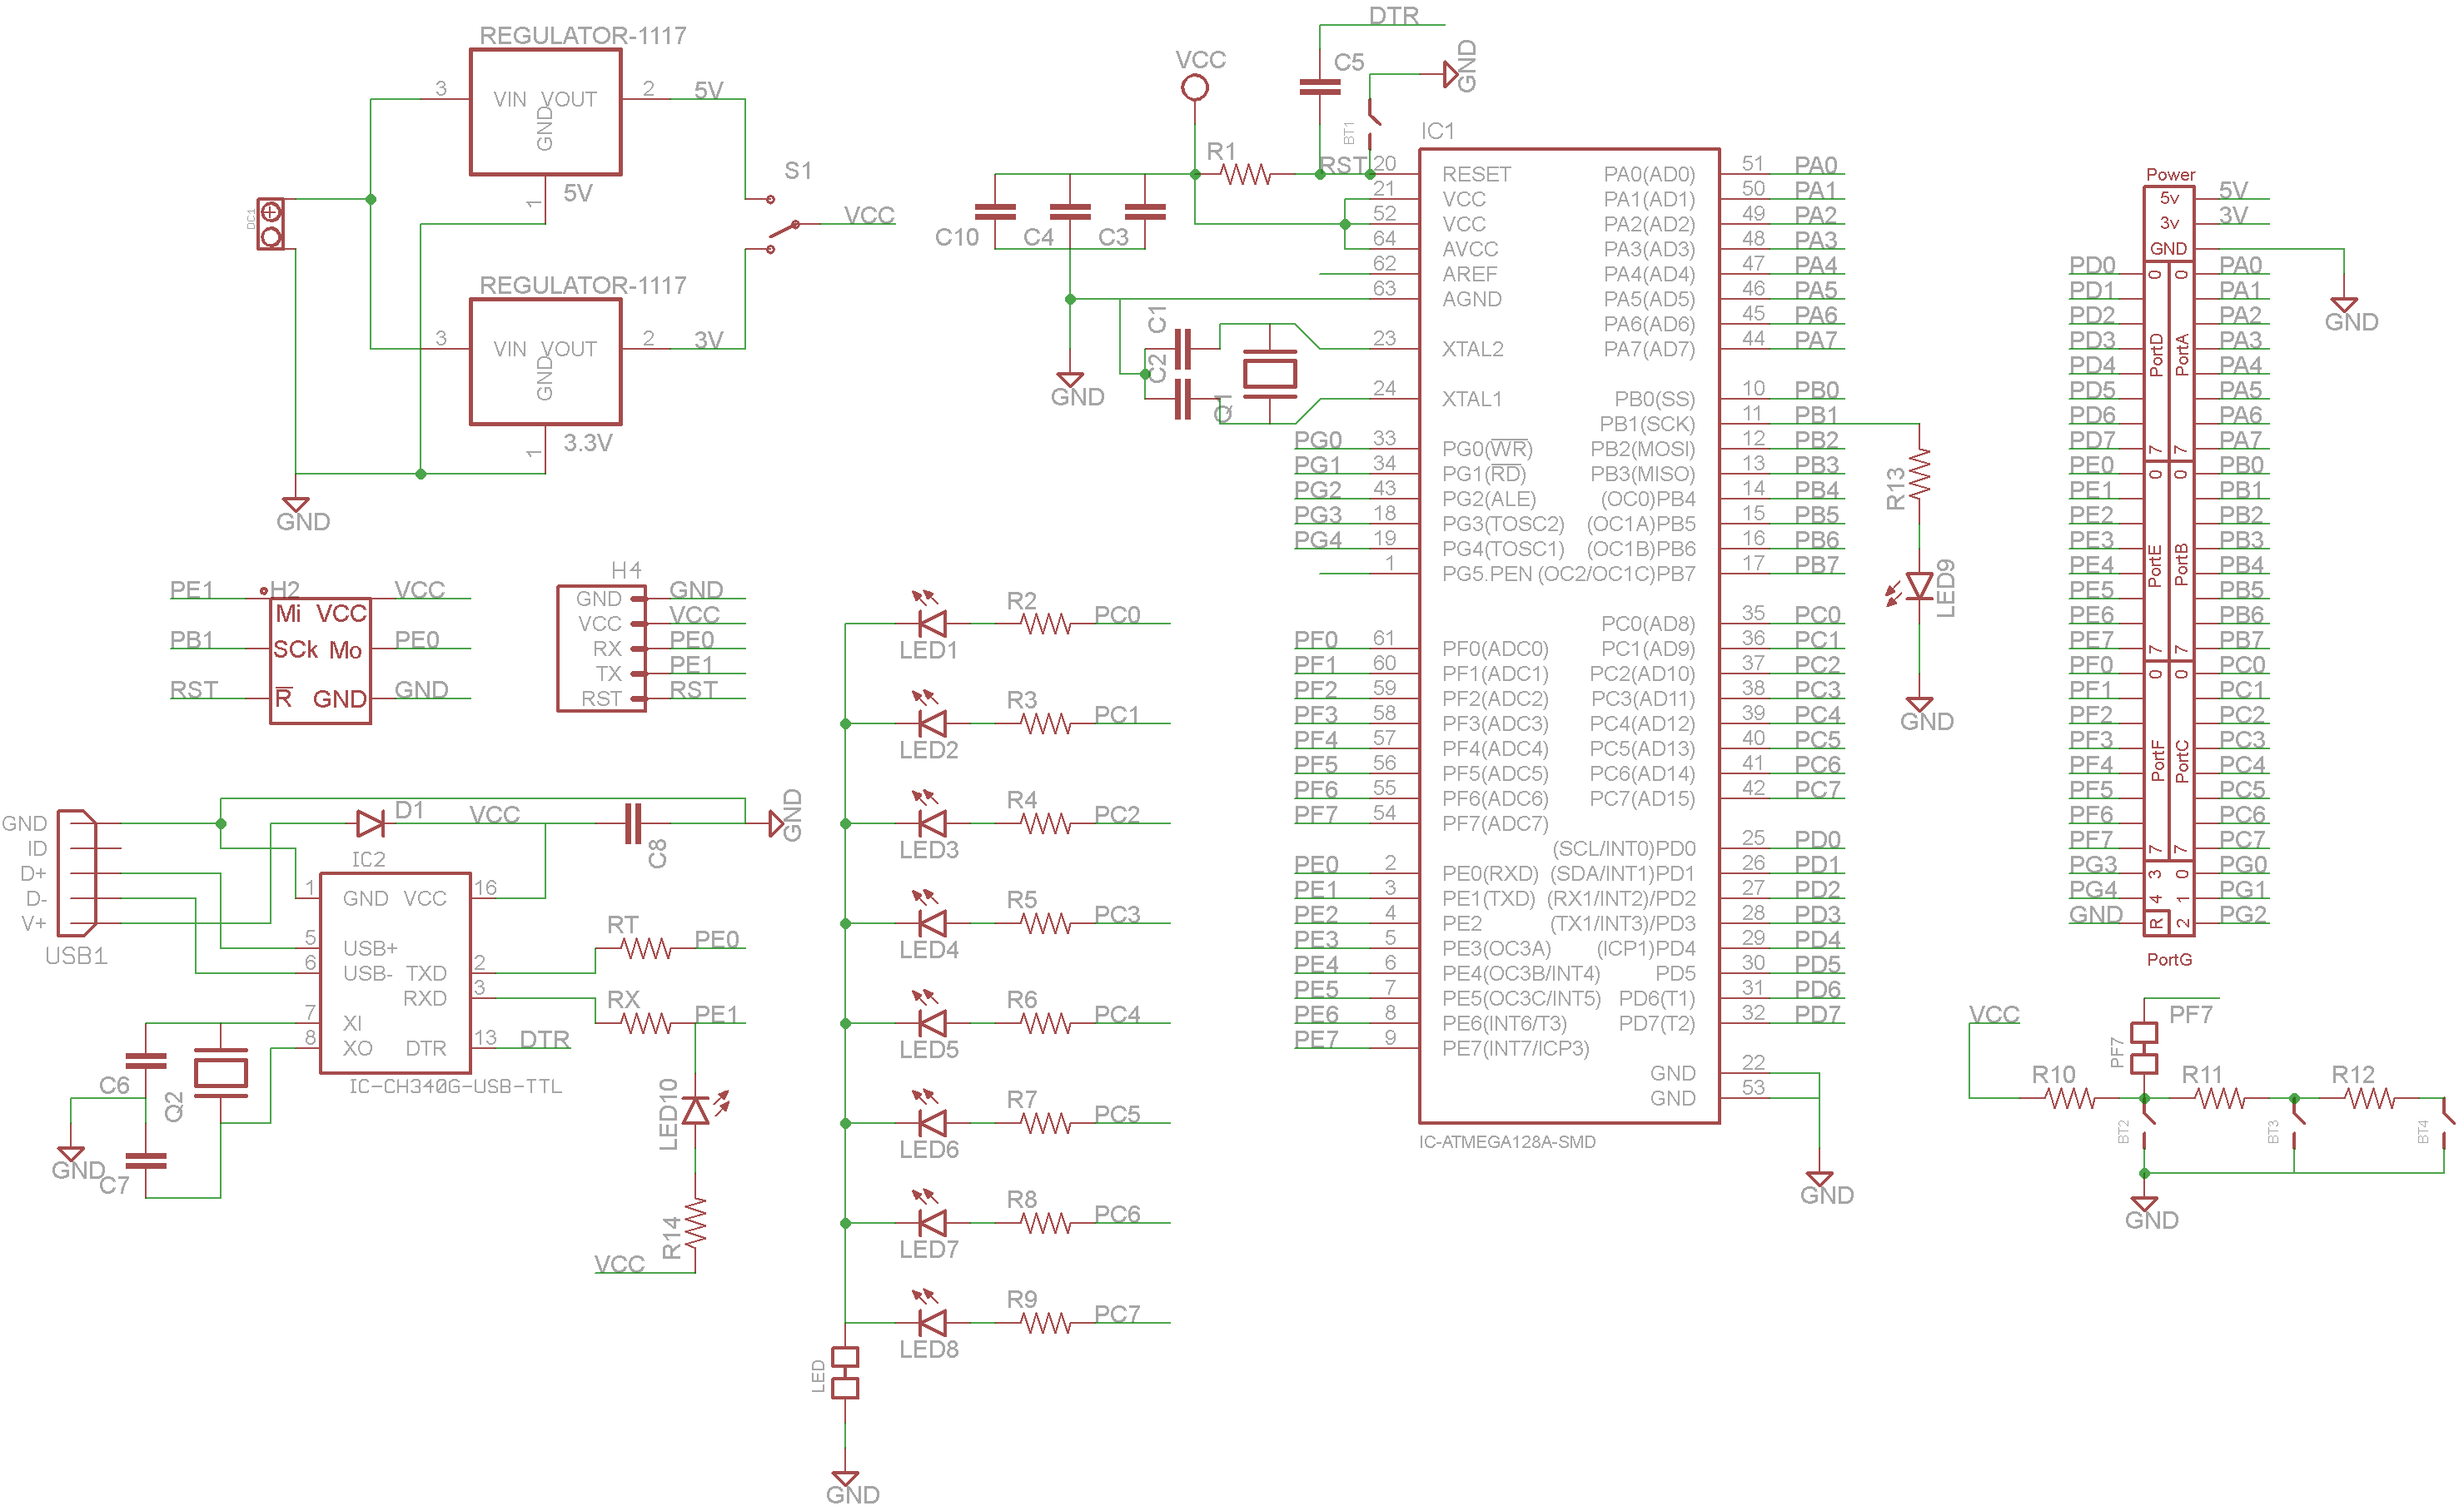 REGULATOR-1117
3 VIN VOUT 2 5V
GND
1 5V
DC1
S1
VCC
REGULATOR-1117
3 VIN VOUT 2 3V
GND
1 3.3V
GND
PE1 H2 VCC
Mi VCC
PB1 SCk Mo PE0
RST R GND GND
H4
GND GND
VCC VCC
RX PE0
TX PE1
RST RST
GND
ID
D+
D-
V+
USB1
D1 VCC
C8
GND
IC2
1 GND VCC 16
5 USB+
6 USB- TXD 2
RXD 3
7 XI
8 XO DTR 13 DTR
IC-CH340G-USB-TTL
RT PE0
RX PE1
C6
Q2
GND
C7
LED10
R14
VCC
LED1 R2 PC0
LED2 R3 PC1
LED3 R4 PC2
LED4 R5 PC3
LED5 R6 PC4
LED6 R7 PC5
LED7 R8 PC6
LED8 R9 PC7
LED
GND
DTR
VCC
C5
GND
BT1
R1
RST
C10 C4 C3
GND
C1
C2
Q1
IC1
20 RESET PA0(AD0) 51 PA0
21 VCC PA1(AD1) 50 PA1
52 VCC PA2(AD2) 49 PA2
64 AVCC PA3(AD3) 48 PA3
62 AREF PA4(AD4) 47 PA4
63 AGND PA5(AD5) 46 PA5
PA6(AD6) 45 PA6
23 XTAL2 PA7(AD7) 44 PA7
24 XTAL1 PB0(SS) 10 PB0
PB1(SCK) 11 PB1
PG0 33 PG0(WR) PB2(MOSI) 12 PB2
PG1 34 PG1(RD) PB3(MISO) 13 PB3
PG2 43 PG2(ALE) (OC0)PB4 14 PB4
PG3 18 PG3(TOSC2) (OC1A)PB5 15 PB5
PG4 19 PG4(TOSC1) (OC1B)PB6 16 PB6
1 PG5.PEN (OC2/OC1C)PB7 17 PB7
PC0(AD8) 35 PC0
PF0 61 PF0(ADC0) PC1(AD9) 36 PC1
PF1 60 PF1(ADC1) PC2(AD10) 37 PC2
PF2 59 PF2(ADC2) PC3(AD11) 38 PC3
PF3 58 PF3(ADC3) PC4(AD12) 39 PC4
PF4 57 PF4(ADC4) PC5(AD13) 40 PC5
PF5 56 PF5(ADC5) PC6(AD14) 41 PC6
PF6 55 PF6(ADC6) PC7(AD15) 42 PC7
PF7 54 PF7(ADC7)
(SCL/INT0)PD0 25 PD0
PE0 2 PE0(RXD) (SDA/INT1)PD1 26 PD1
PE1 3 PE1(TXD) (RX1/INT2)/PD2 27 PD2
PE2 4 PE2 (TX1/INT3)/PD3 28 PD3
PE3 5 PE3(OC3A) (ICP1)PD4 29 PD4
PE4 6 PE4(OC3B/INT4) PD5 30 PD5
PE5 7 PE5(OC3C/INT5) PD6(T1) 31 PD6
PE6 8 PE6(INT6/T3) PD7(T2) 32 PD7
PE7 9 PE7(INT7/ICP3)
GND 22
GND 53
IC-ATMEGA128A-SMD
GND
R13
LED9
GND
Power
5v 5V
3v 3V
GND
GND
PD0 0 0 PA0
PD1 PA1
PD2 PA2
PD3 PortD PortA PA3
PD4 PA4
PD5 PA5
PD6 PA6
PD7 7 7 PA7
PE0 0 0 PB0
PE1 PB1
PE2 PB2
PE3 PortE PortB PB3
PE4 PB4
PE5 PB5
PE6 PB6
PE7 7 7 PB7
PF0 0 0 PC0
PF1 PC1
PF2 PC2
PF3 PortF PortC PC3
PF4 PC4
PF5 PC5
PF6 PC6
PF7 7 7 PC7
PG3 3 0 PG0
PG4 4 1 PG1
GND R 2 PG2
PortG
VCC PF7
PF7
R10 R11 R12
BT2 BT3 BT4
GND